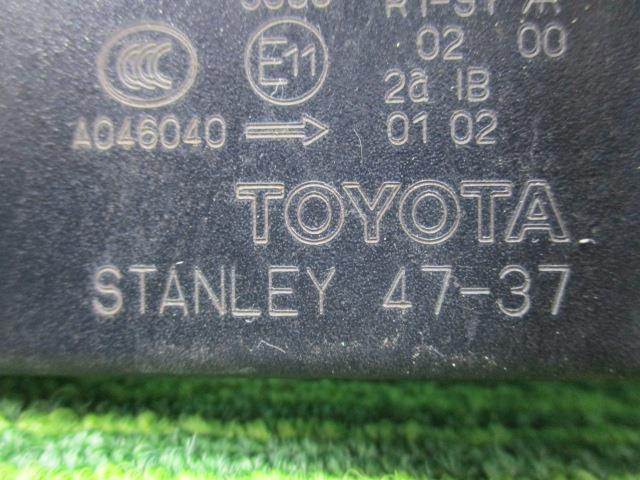 02 00
CCC E11 2a IB
A046040 01 02
TOYOTA
STANLEY 47-37